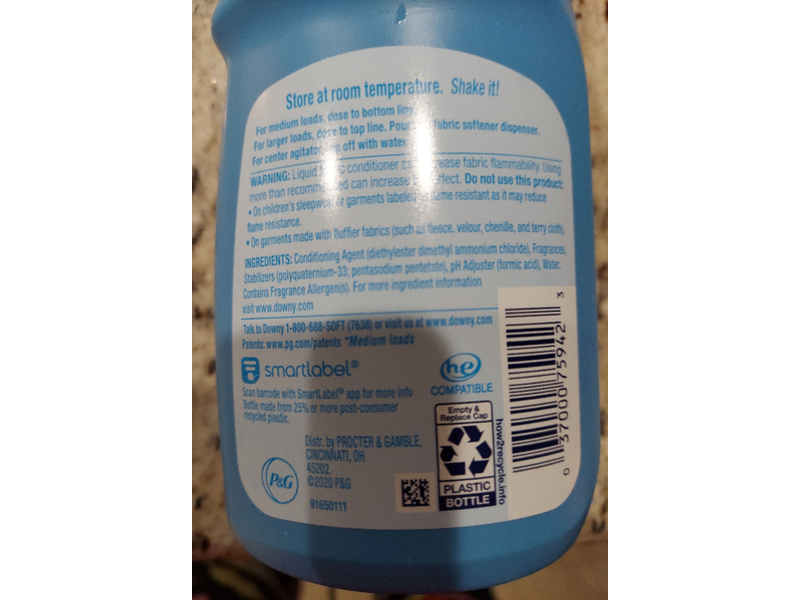 Store at room temperature. Shake it!
For medium loads, dose to bottom line.
For larger loads, dose to top line. Pour fabric softener dispenser.
For center agitator, off with water
WARNING: Liquid conditioner can increase fabric flammability. Using
more than recommended can increase effect. Do not use this product:
• On children's sleepwear or garments labeled flame resistant as it may reduce
flame resistance.
• On garments made with fluffier fabrics (such as fleece, velour, chenille, and terry cloth).
INGREDIENTS: Conditioning Agent (diethylester dimethyl ammonium chloride), Fragrances,
Stabilizers (polyquaternium-33; pentasodium pentetate), pH Adjuster (formic acid), Water.
Contains Fragrance Allergen(s). For more ingredient information
visit www.downy.com
Talk to Downy 1-800-688-SOFT (7638) or visit us at www.downy.com
Patents: www.pg.com/patents *Medium loads
smartlabel®
Scan barcode with SmartLabel® app for more info
Bottle made from 25% or more post-consumer
recycled plastic.
he
COMPATIBLE
Empty &
Replace Cap
PLASTIC
BOTTLE
how2recycle.info
Distr. by PROCTER & GAMBLE,
CINCINNATI, OH
45202.
©2020 P&G
91650111
P&G
0 37000 75942 3